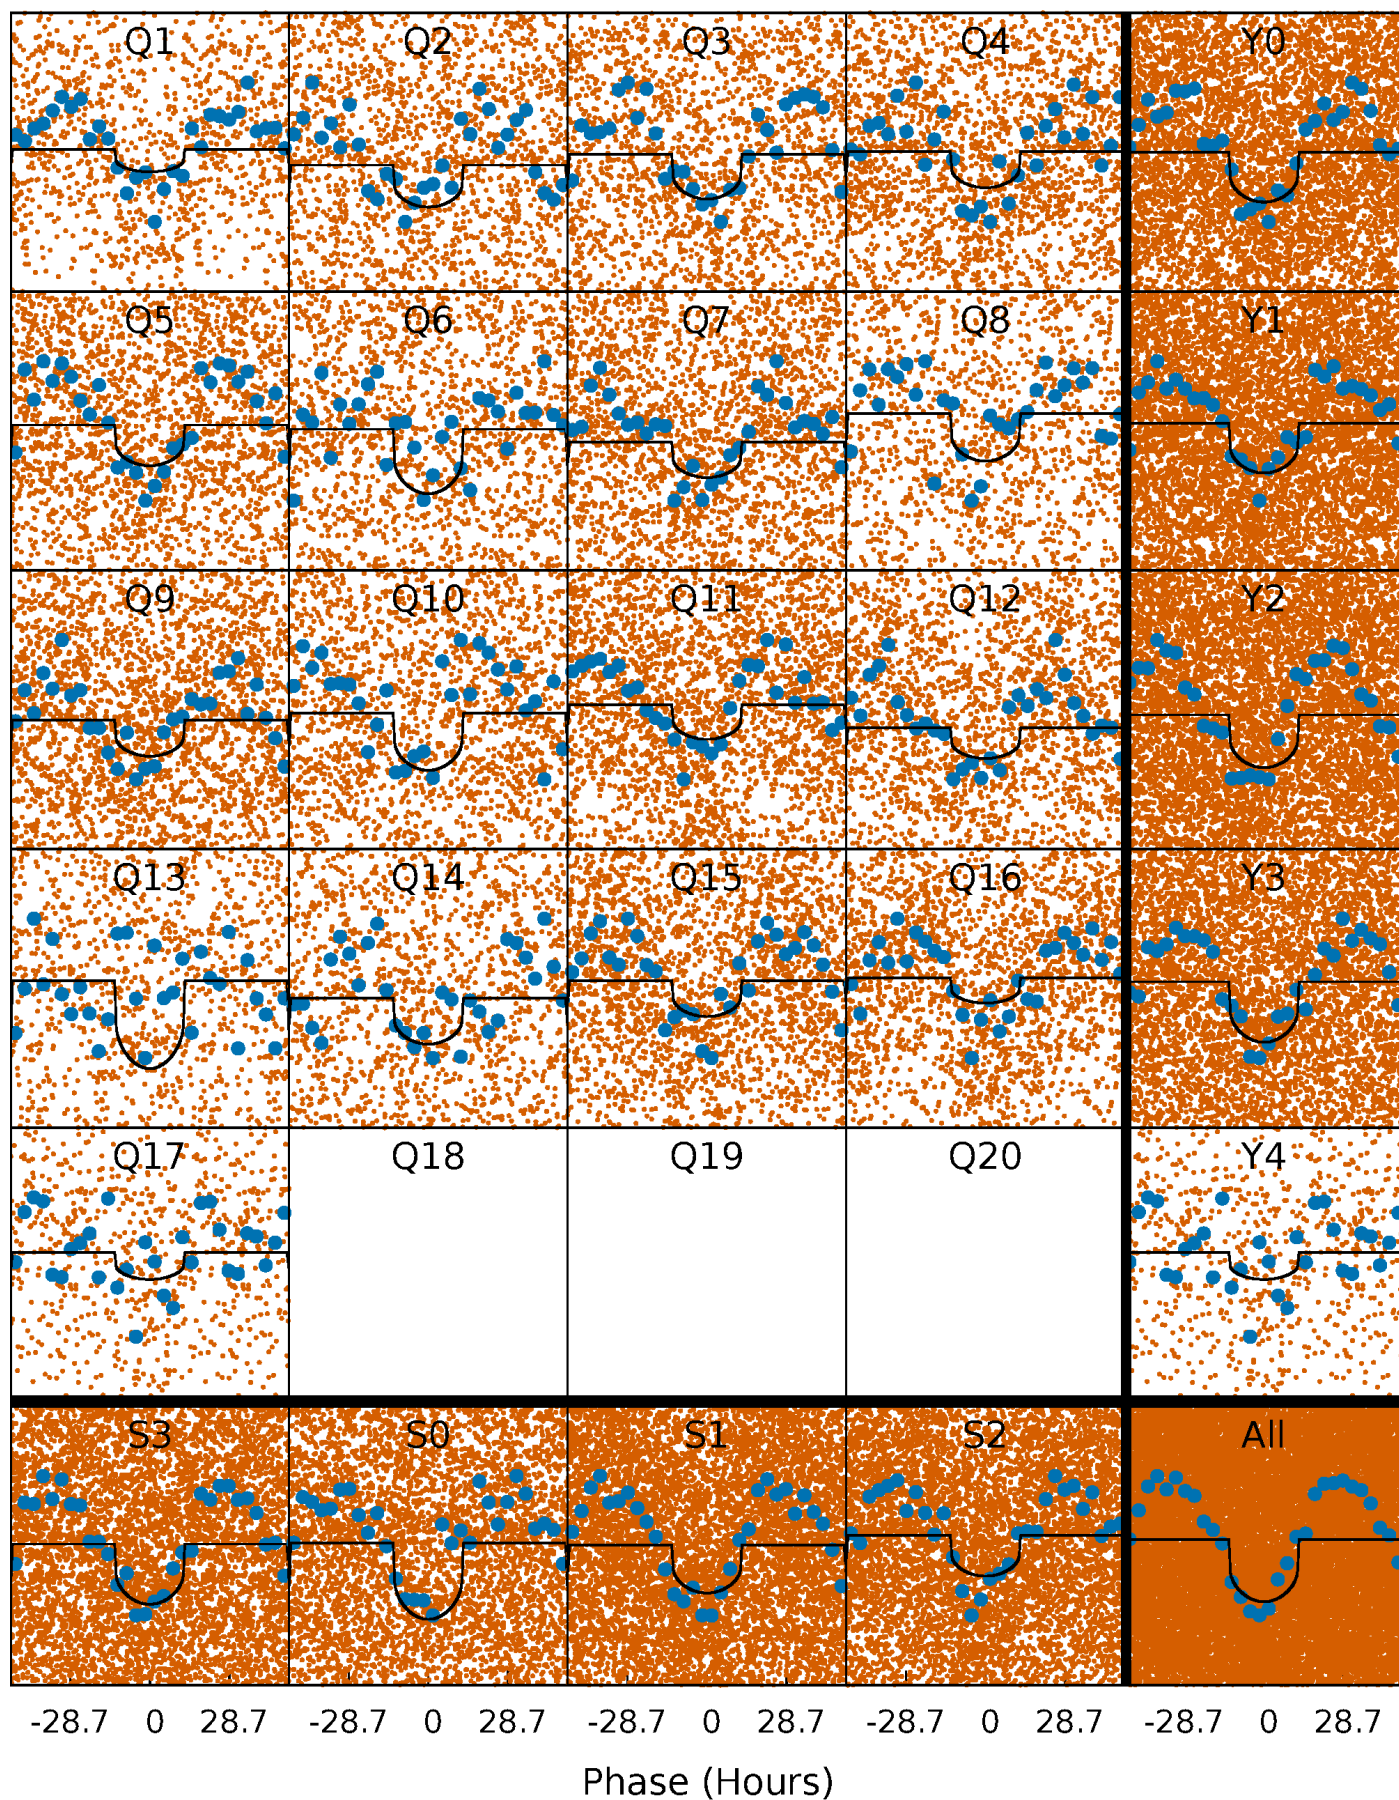 Q1 Q2 Q3 Q4 Y0
Q5 Q6 Q7 Q8 Y1
Q9 Q10 Q11 Q12 Y2
Q13 Q14 Q15 Q16 Y3
Q17 Q18 Q19 Q20 Y4
S3 S0 S1 S2 All
-28.7 0 28.7 -28.7 0 28.7 -28.7 0 28.7 -28.7 0 28.7 -28.7 0 28.7
Phase (Hours)